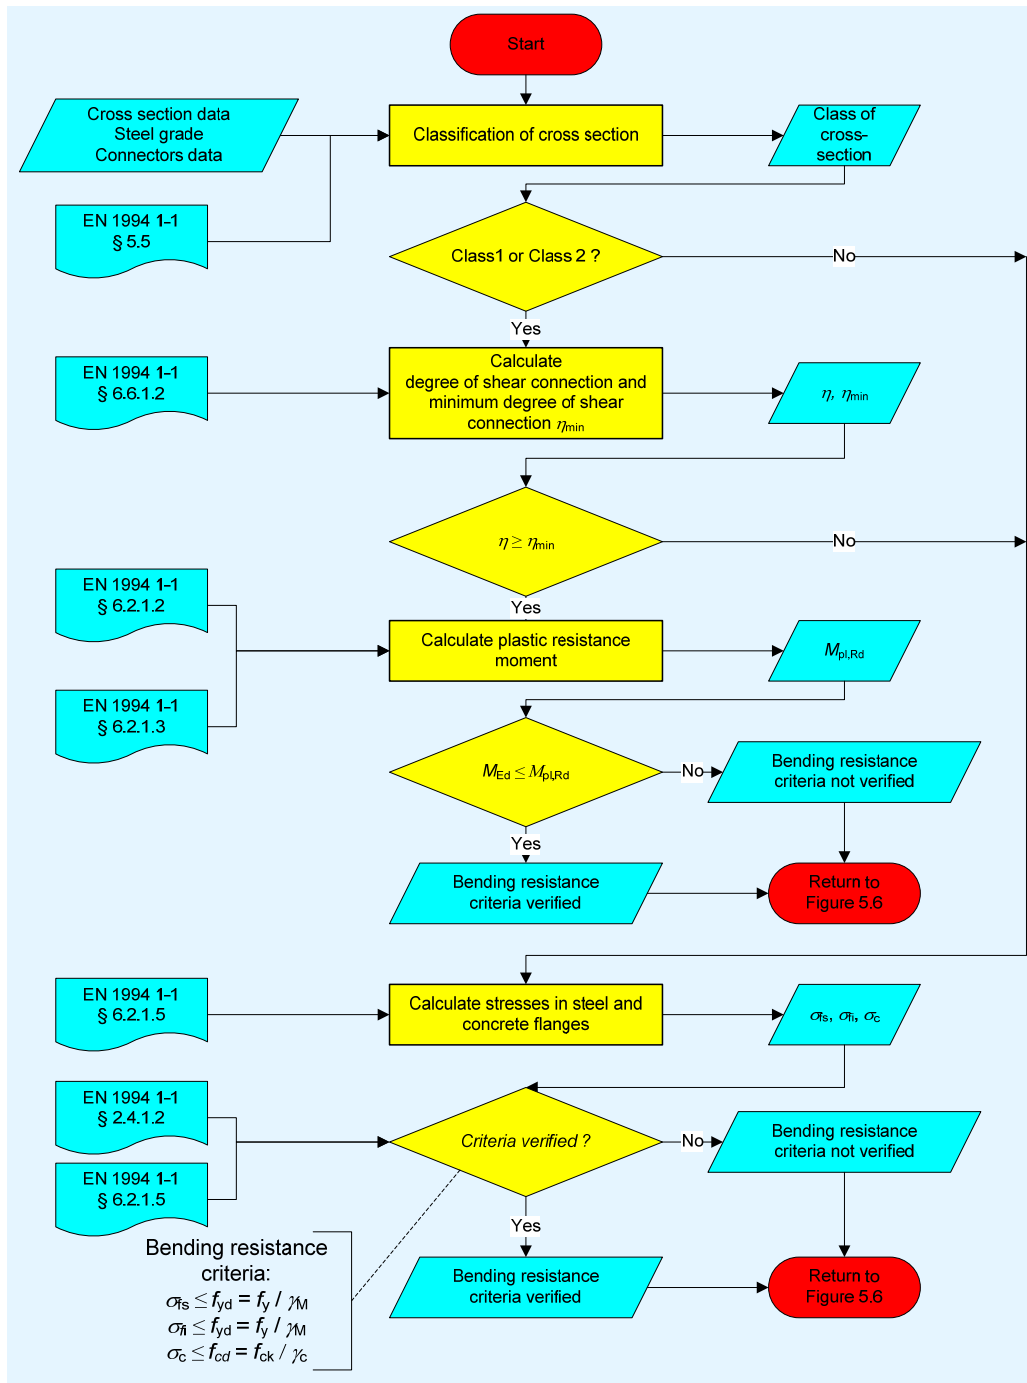 Start
Cross section data
Steel grade
Connectors data
Classification of cross section
Class of
cross-
section
EN 1994 1-1
§ 5.5
Class1 or Class 2 ?
No
Yes
EN 1994 1-1
§ 6.6.1.2
Calculate
degree of shear connection and
minimum degree of shear
connection ηmin
η, ηmin
η ≥ ηmin
No
Yes
EN 1994 1-1
§ 6.2.1.2
Calculate plastic resistance
moment
Mpl,Rd
EN 1994 1-1
§ 6.2.1.3
MEd ≤ Mpl,Rd
No
Bending resistance
criteria not verified
Yes
Bending resistance
criteria verified
Return to
Figure 5.6
EN 1994 1-1
§ 6.2.1.5
Calculate stresses in steel and
concrete flanges
σfs, σfi, σc
EN 1994 1-1
§ 2.4.1.2
Criteria verified ?
No
Bending resistance
criteria not verified
EN 1994 1-1
§ 6.2.1.5
Yes
Bending resistance
criteria verified
Return to
Figure 5.6
Bending resistance
criteria:
σfs ≤ fyd = fy / γM
σfi ≤ fyd = fy / γM
σc ≤ fcd = fck / γc